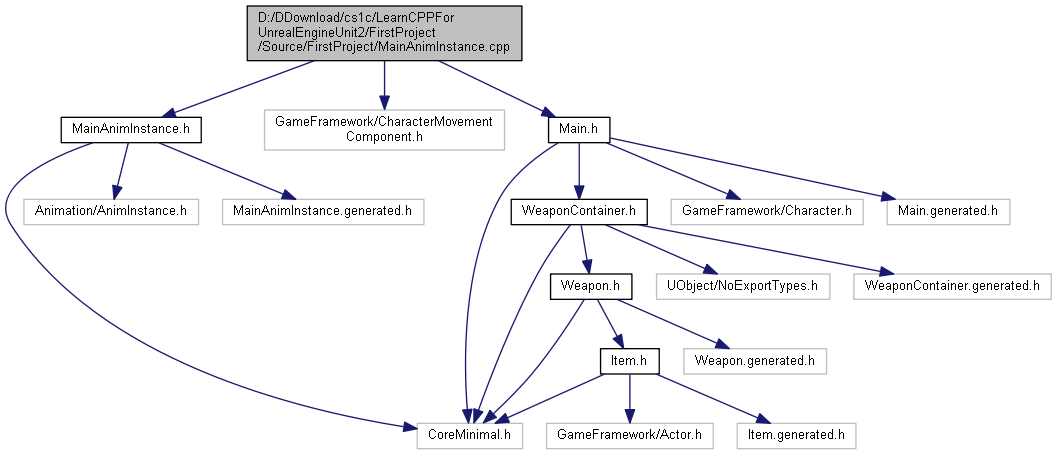 D:/DDownload/cs1c/LearnCPPFor
UnrealEngineUnit2/FirstProject
/Source/FirstProject/MainAnimInstance.cpp
MainAnimInstance.h
GameFramework/CharacterMovement
Component.h
Main.h
Animation/AnimInstance.h
MainAnimInstance.generated.h
WeaponContainer.h
GameFramework/Character.h
Main.generated.h
Weapon.h
UObject/NoExportTypes.h
WeaponContainer.generated.h
Item.h
Weapon.generated.h
CoreMinimal.h
GameFramework/Actor.h
Item.generated.h